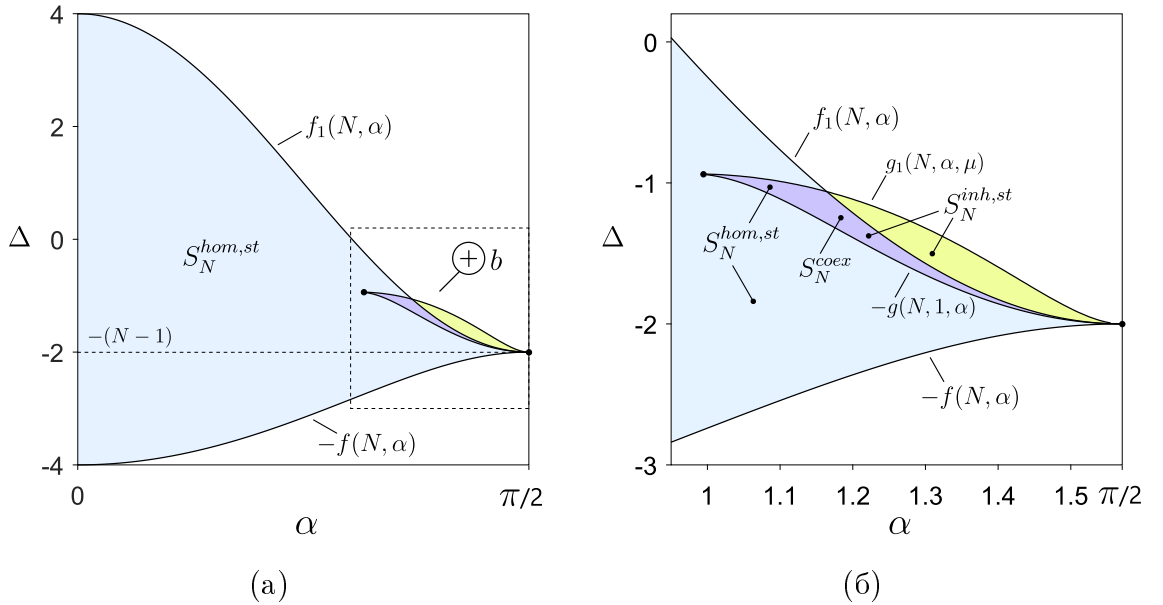 4
2
0
-2
-4
Δ
f₁(N, α)
S_N^{hom,st}
+ b
−(N − 1)
−f(N, α)
0
π/2
α
(а)
0
-1
-2
-3
Δ
f₁(N, α)
g₁(N, α, μ)
S_N^{inh,st}
S_N^{hom,st}
S_N^{coex}
−g(N, 1, α)
−f(N, α)
1 1.1 1.2 1.3 1.4 1.5 π/2
α
(б)